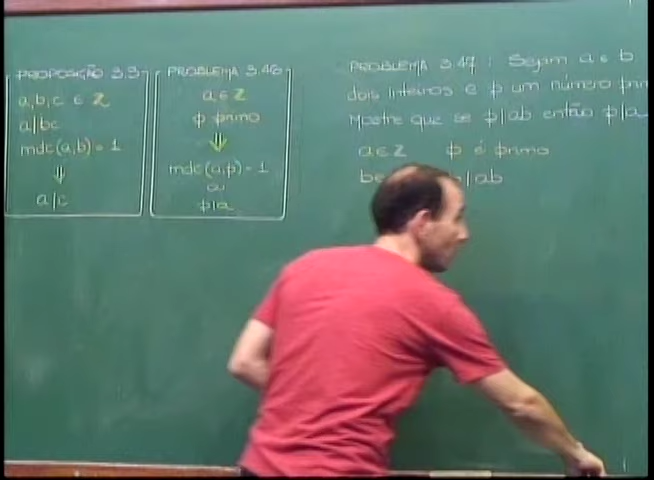 PROPOSIÇÃO 3.3
a,b,c ∈ Z
a|bc
mdc(a,b) = 1
⇓
a|c
PROBLEMA 3.46
a ∈ Z
p primo
⇓
mdc(a,p) = 1
ou
p|a
PROBLEMA 3.47 : Sejam a e b
dois inteiros e p um número
Mostre que se p|ab então p|a
a ∈ Z p é primo
p|ab